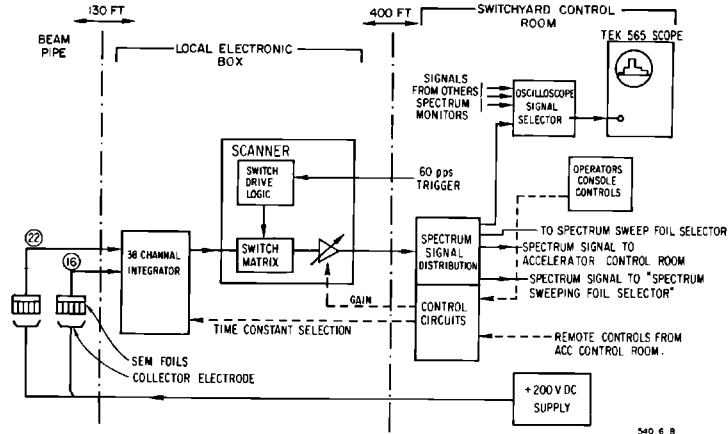 130 FT
400 FT
SWITCHYARD CONTROL
ROOM
BEAM
PIPE
LOCAL ELECTRONIC
BOX
TEK 565 SCOPE
SIGNALS
FROM OTHERS
SPECTRUM
MONITORS
OSCILLOSCOPE
SIGNAL
SELECTOR
SCANNER
SWITCH
DRIVE
LOGIC
60 pps
TRIGGER
OPERATORS
CONSOLE
CONTROLS
22
16
38 CHANNEL
INTEGRATOR
SWITCH
MATRIX
SPECTRUM
SIGNAL
DISTRIBUTION
TO SPECTRUM SWEEP FOIL SELECTOR
SPECTRUM SIGNAL TO
ACCELERATOR CONTROL ROOM
SPECTRUM SIGNAL TO "SPECTRUM
SWEEPING FOIL SELECTOR"
GAIN
CONTROL
CIRCUITS
TIME CONSTANT SELECTION
REMOTE CONTROLS FROM
ACC CONTROL ROOM.
SEM FOILS
COLLECTOR ELECTRODE
+200 V DC
SUPPLY
540 6 B